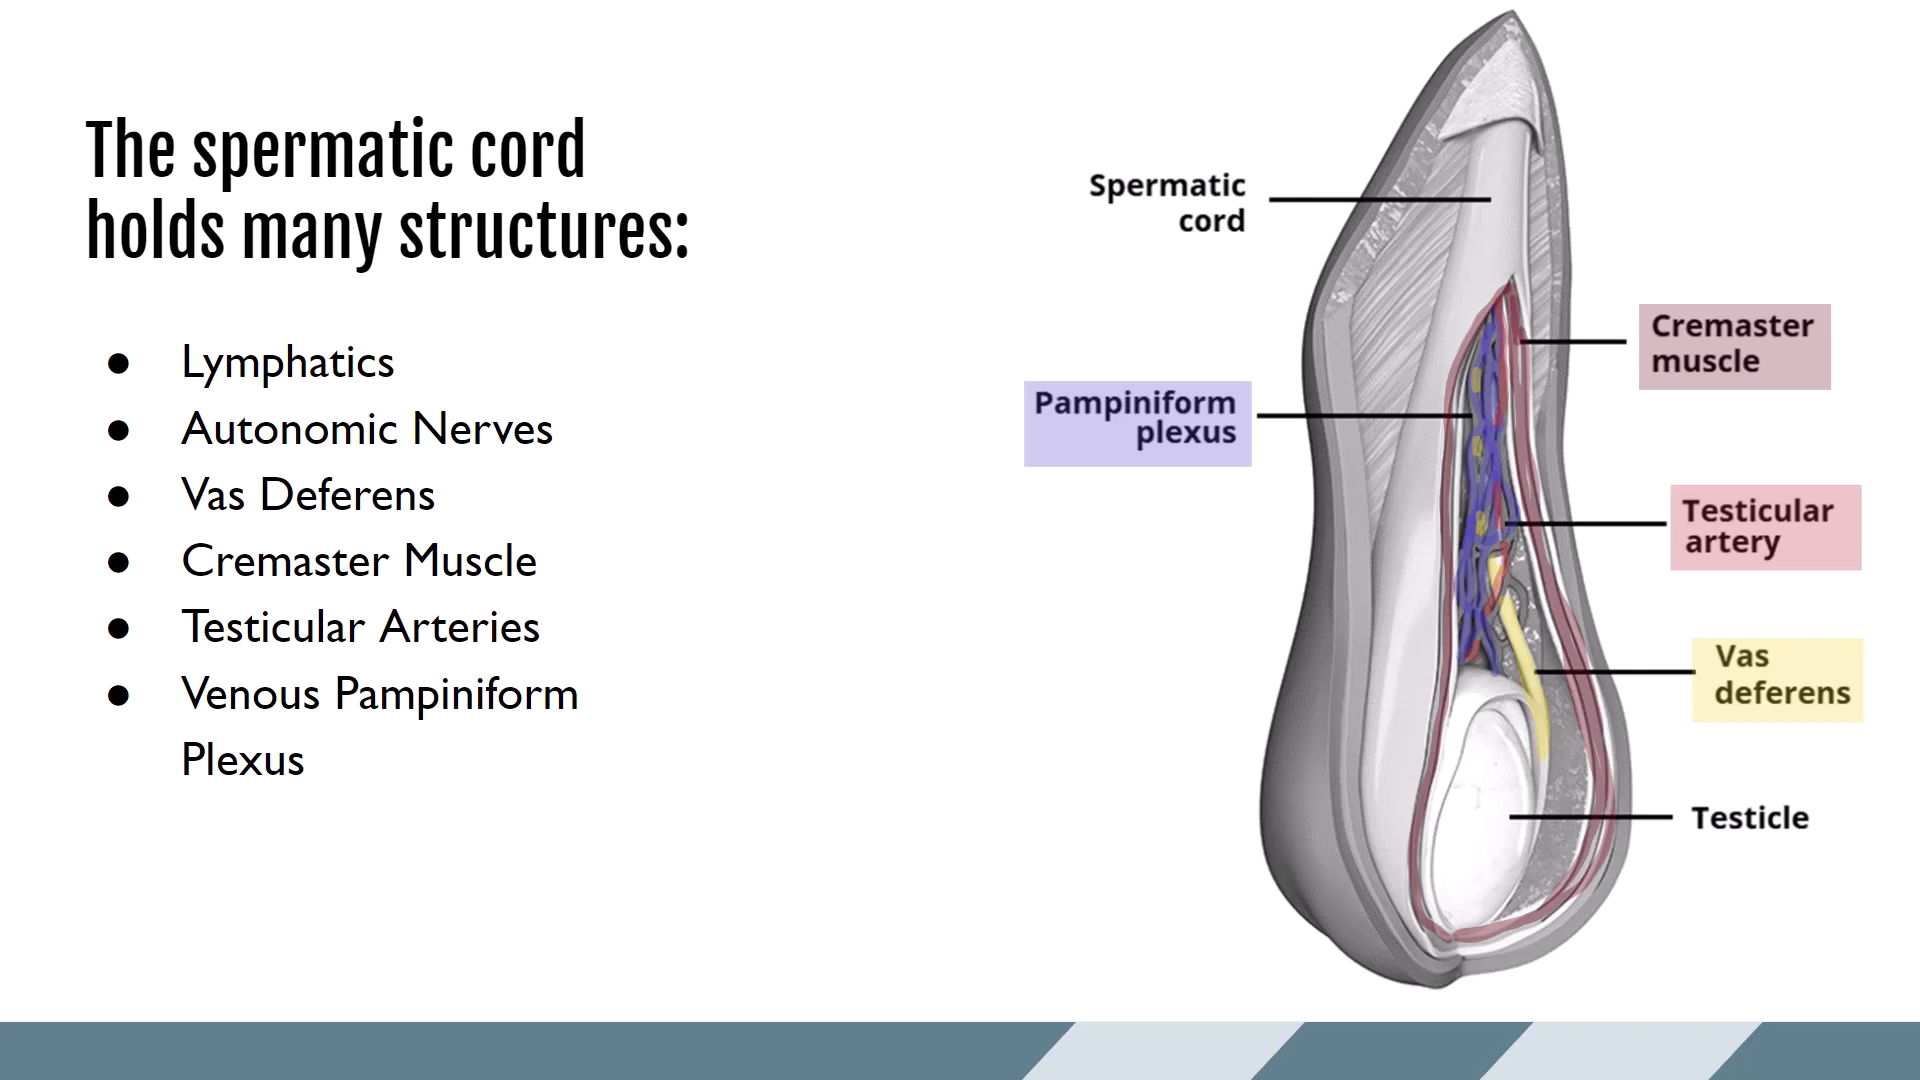 The spermatic cord
holds many structures:
● Lymphatics
● Autonomic Nerves
● Vas Deferens
● Cremaster Muscle
● Testicular Arteries
● Venous Pampiniform
Plexus
Spermatic
cord
Cremaster
muscle
Pampiniform
plexus
Testicular
artery
Vas
deferens
Testicle